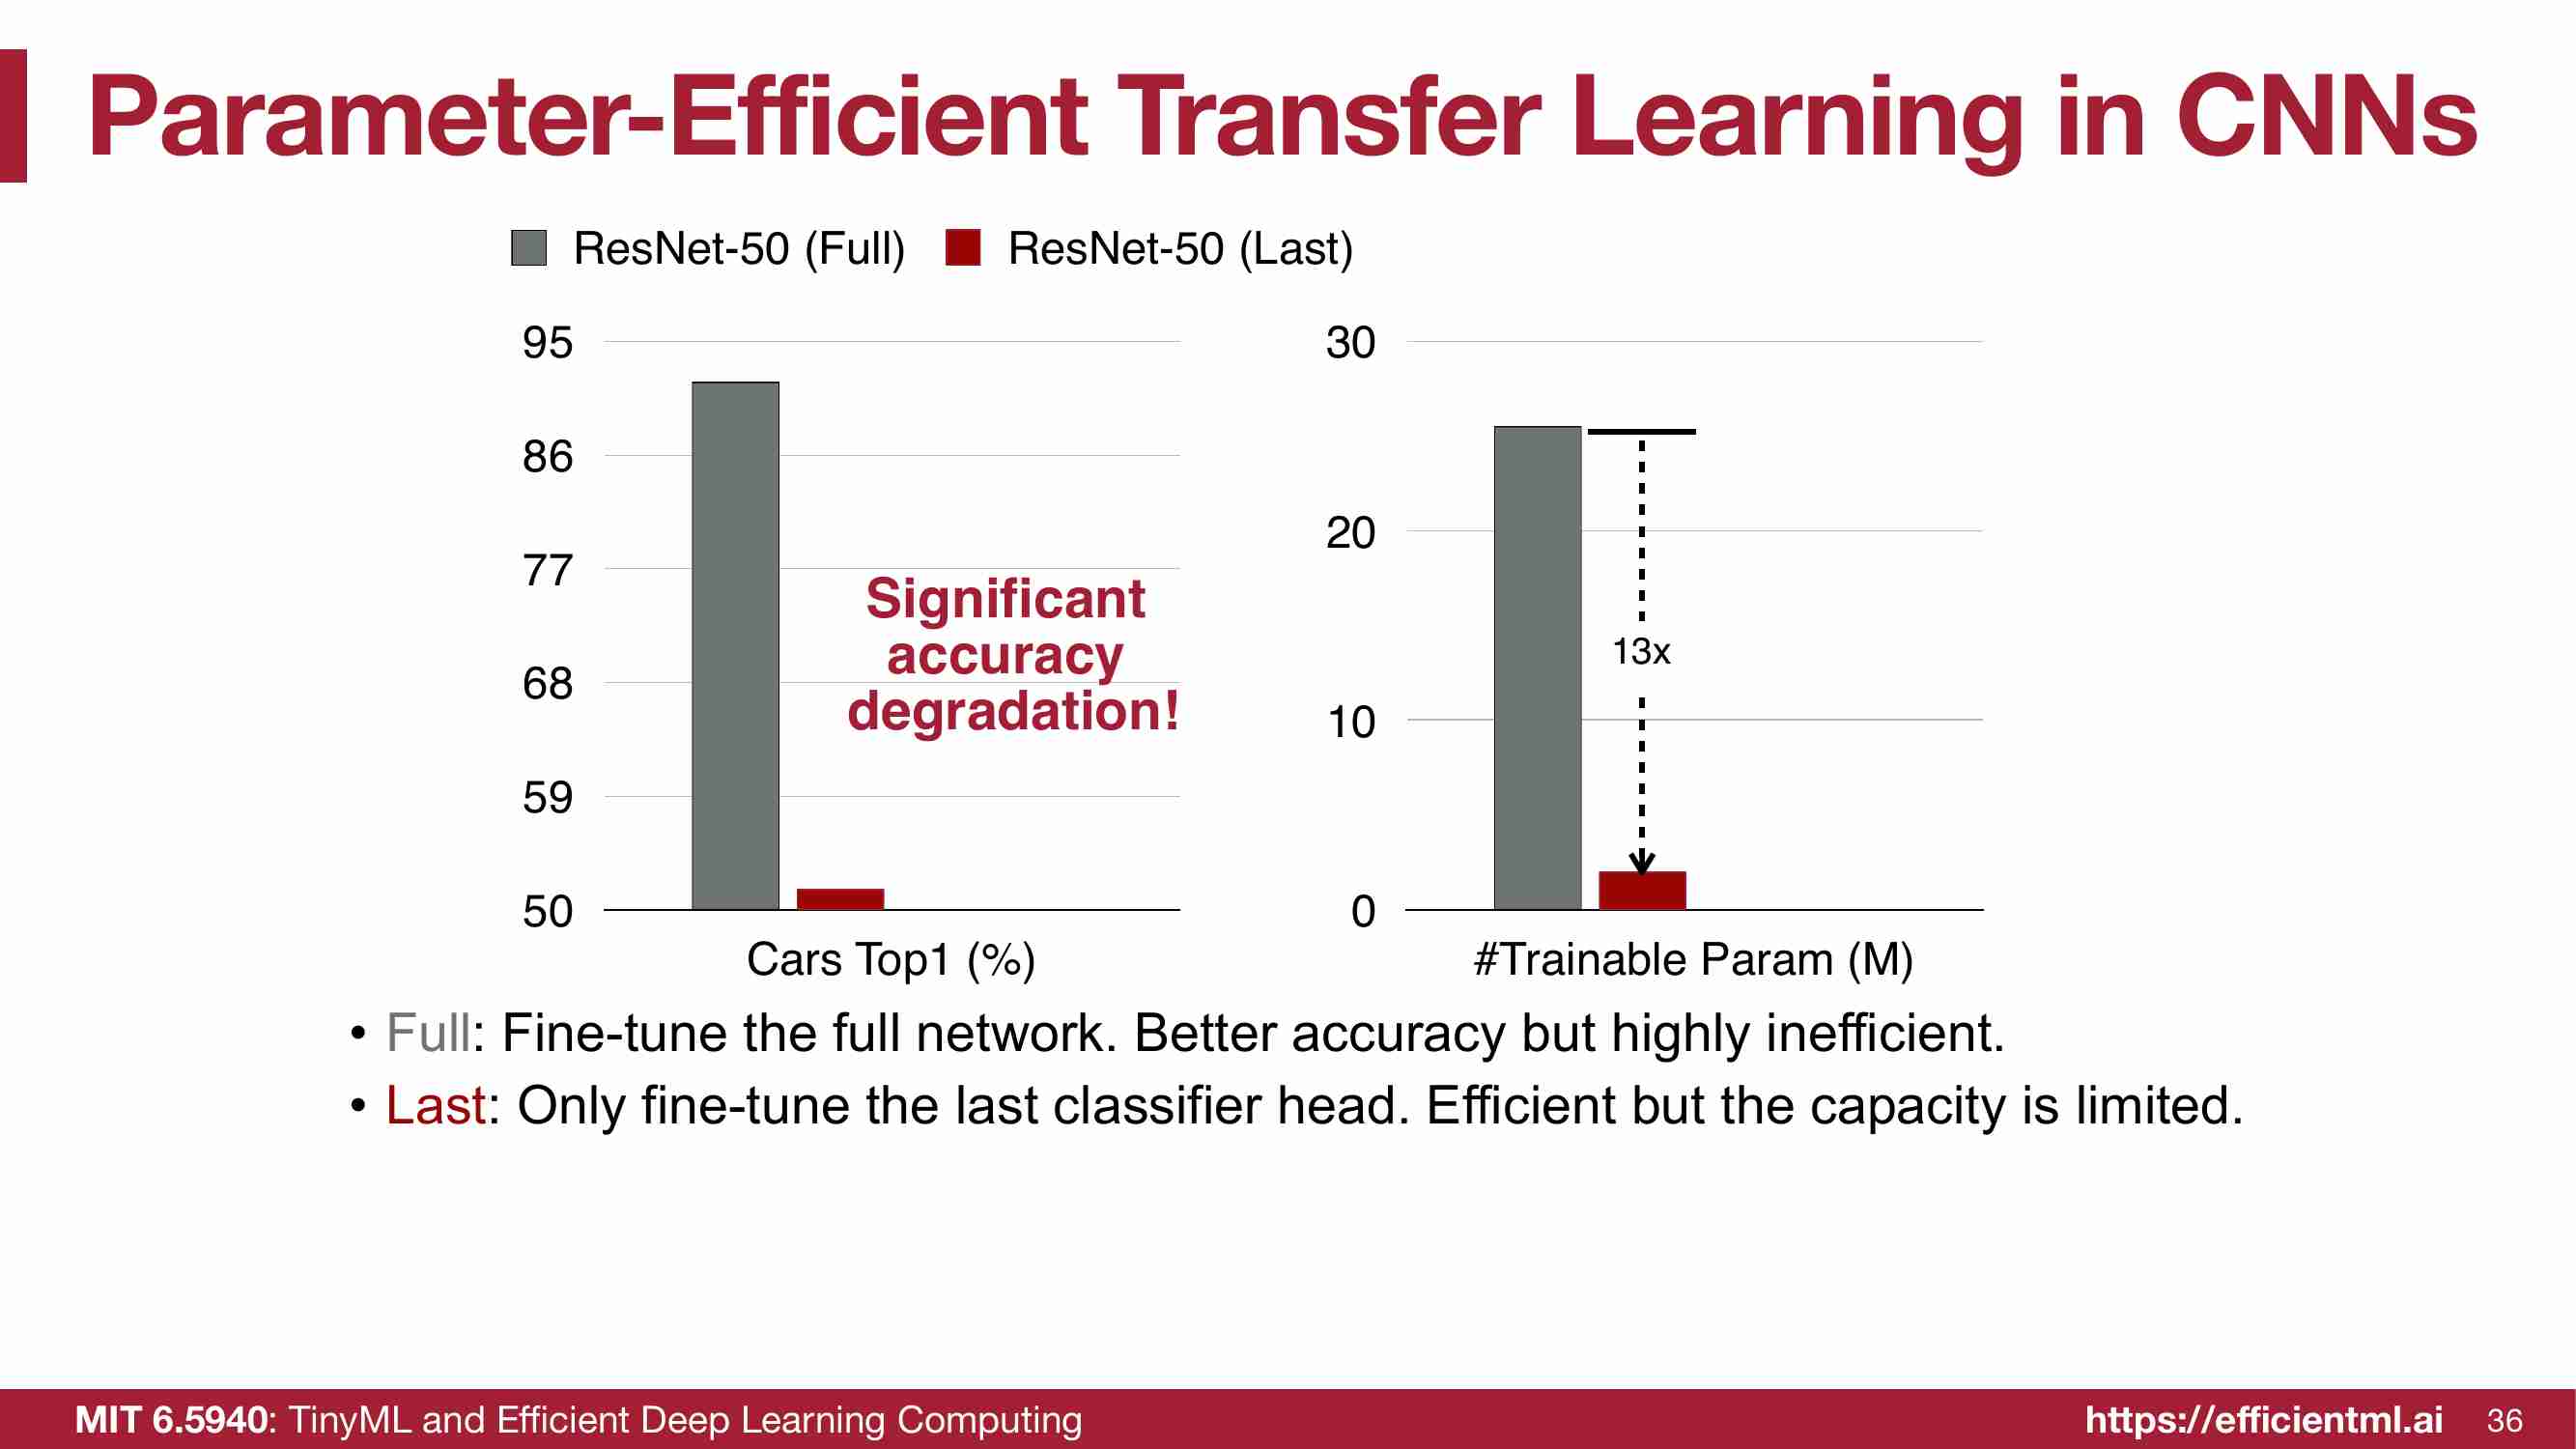 Parameter-Efficient Transfer Learning in CNNs
ResNet-50 (Full) ResNet-50 (Last)
95
86
77
68
59
50
Significant
accuracy
degradation!
Cars Top1 (%)
30
20
10
0
13x
#Trainable Param (M)
• Full: Fine-tune the full network. Better accuracy but highly inefficient.
• Last: Only fine-tune the last classifier head. Efficient but the capacity is limited.
MIT 6.5940: TinyML and Efficient Deep Learning Computing
https://efficientml.ai 36